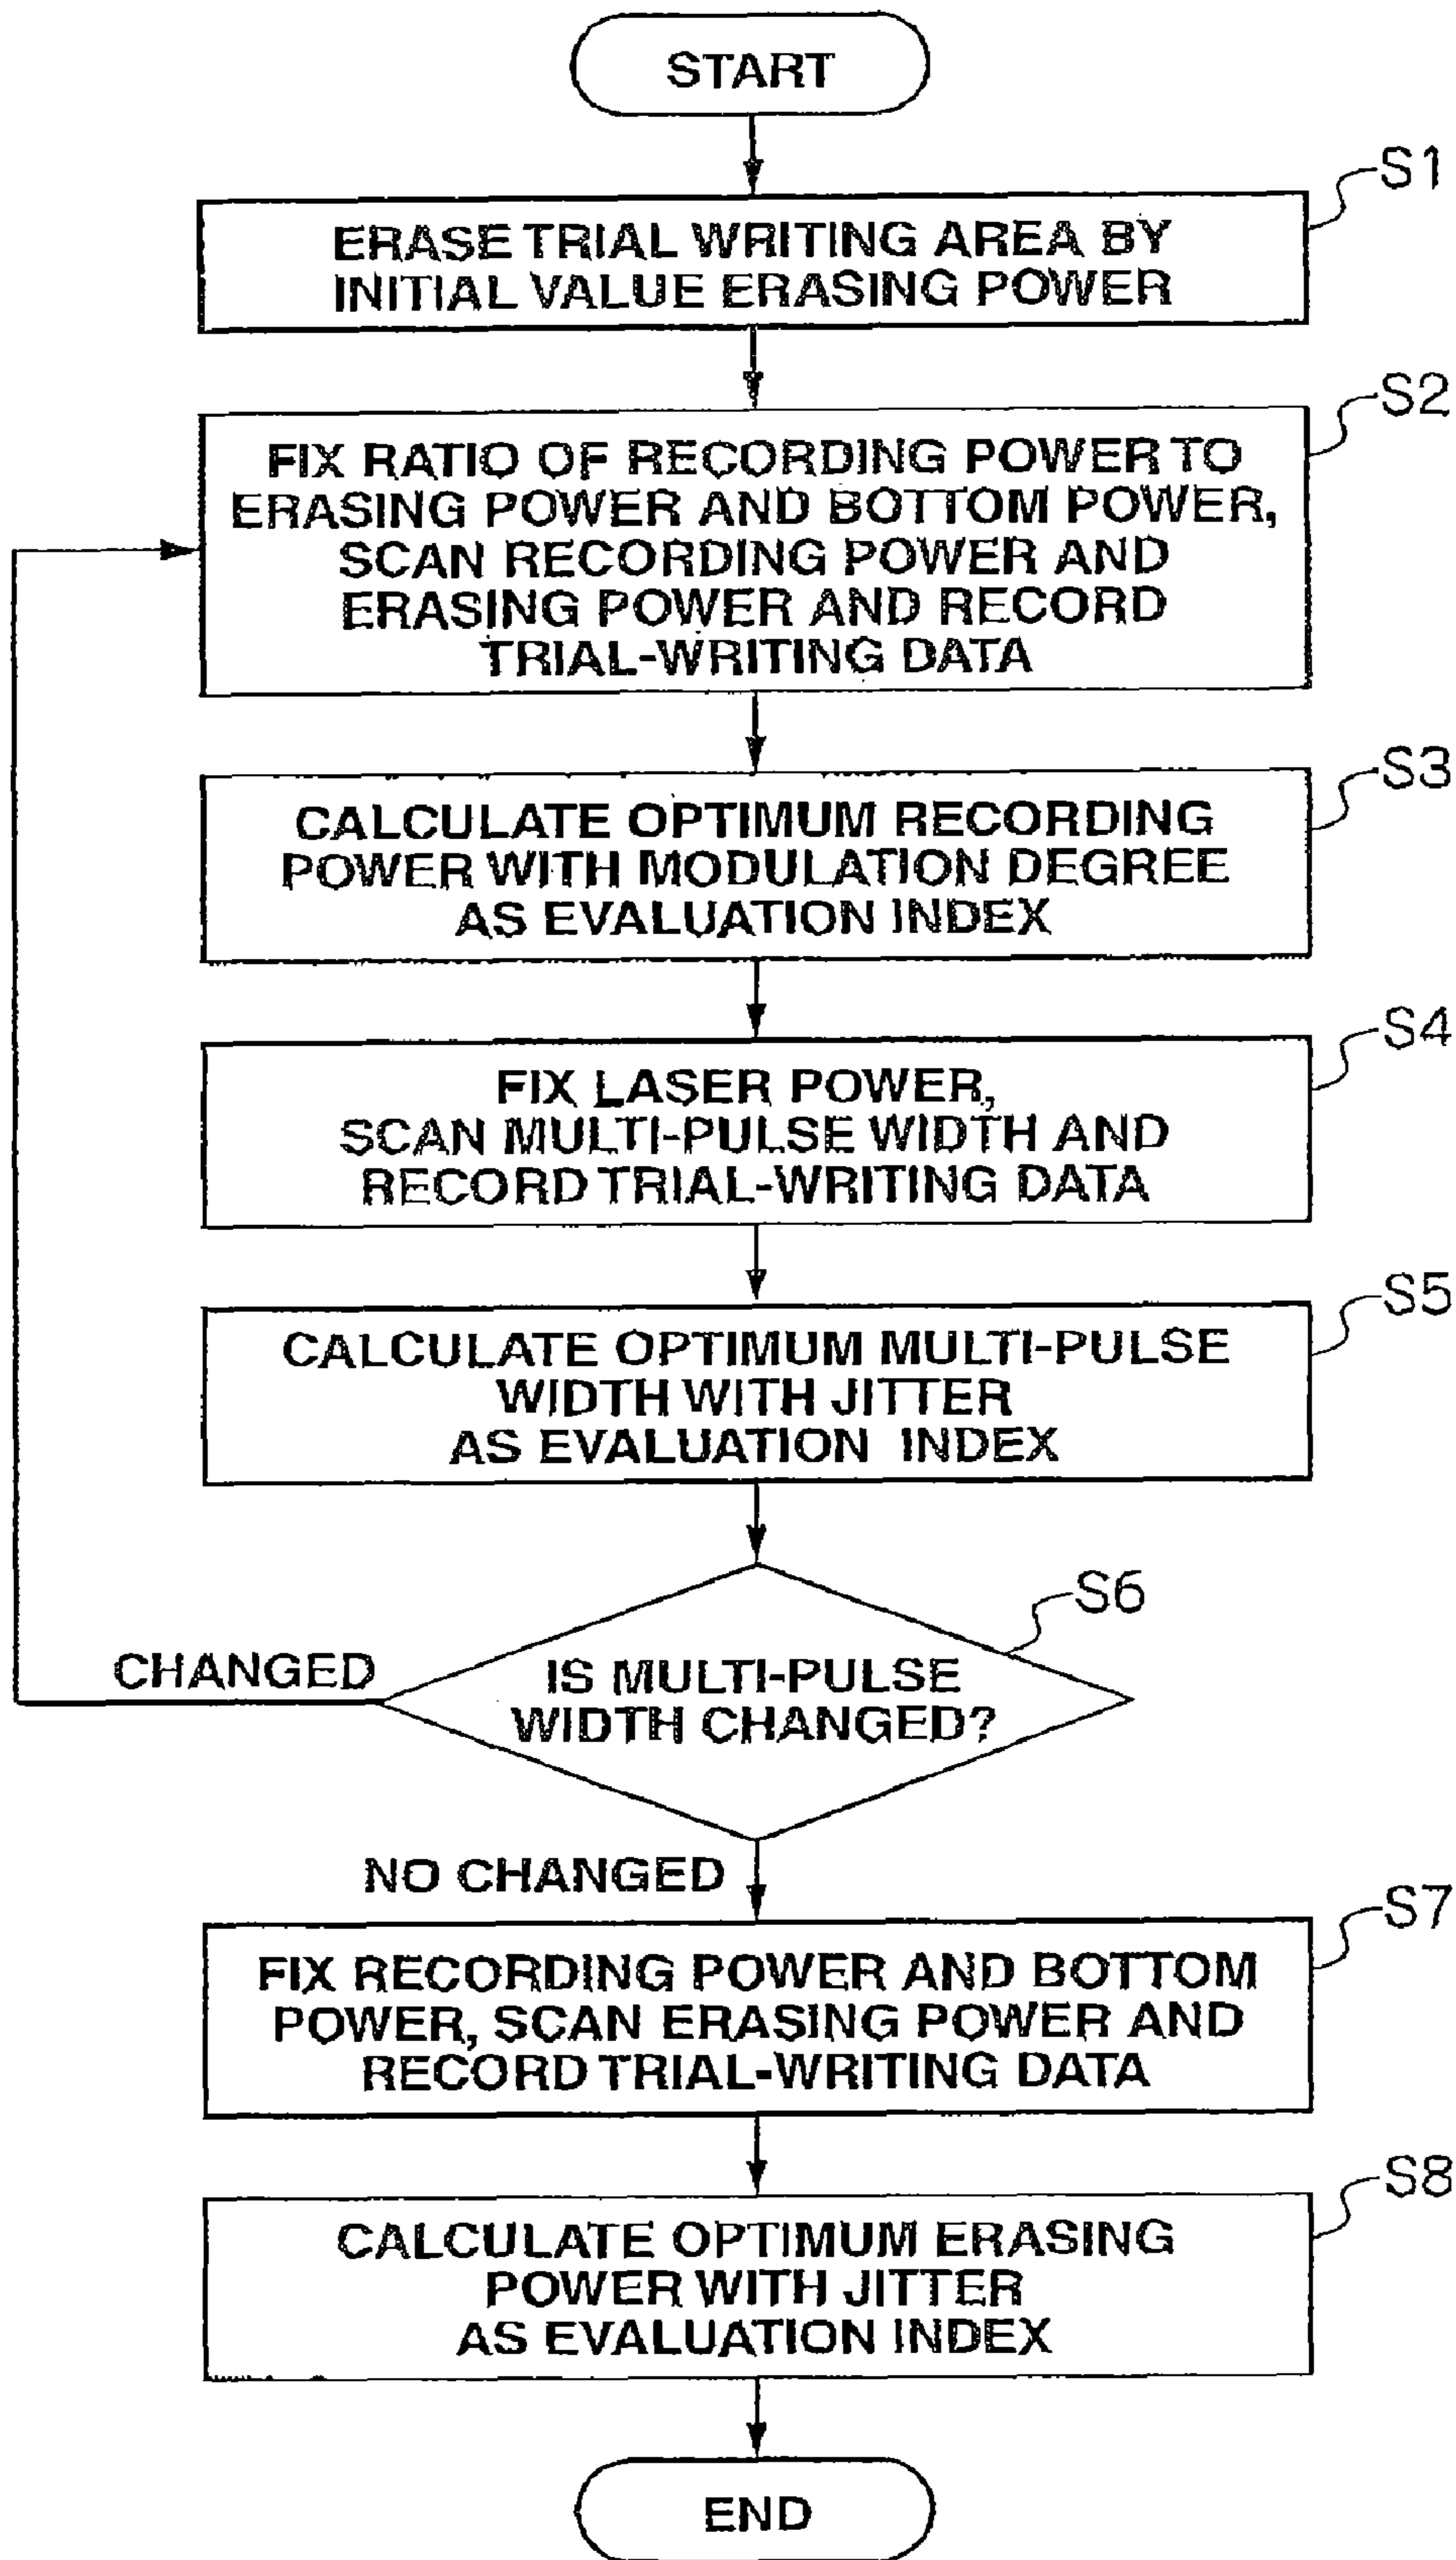 START
S1
ERASE TRIAL WRITING AREA BY
INITIAL VALUE ERASING POWER
S2
FIX RATIO OF RECORDING POWER TO
ERASING POWER AND BOTTOM POWER,
SCAN RECORDING POWER AND
ERASING POWER AND RECORD
TRIAL-WRITING DATA
S3
CALCULATE OPTIMUM RECORDING
POWER WITH MODULATION DEGREE
AS EVALUATION INDEX
S4
FIX LASER POWER,
SCAN MULTI-PULSE WIDTH AND
RECORD TRIAL-WRITING DATA
S5
CALCULATE OPTIMUM MULTI-PULSE
WIDTH WITH JITTER
AS EVALUATION INDEX
S6
CHANGED
IS MULTI-PULSE
WIDTH CHANGED?
NO CHANGED
S7
FIX RECORDING POWER AND BOTTOM
POWER, SCAN ERASING POWER AND
RECORD TRIAL-WRITING DATA
S8
CALCULATE OPTIMUM ERASING
POWER WITH JITTER
AS EVALUATION INDEX
END